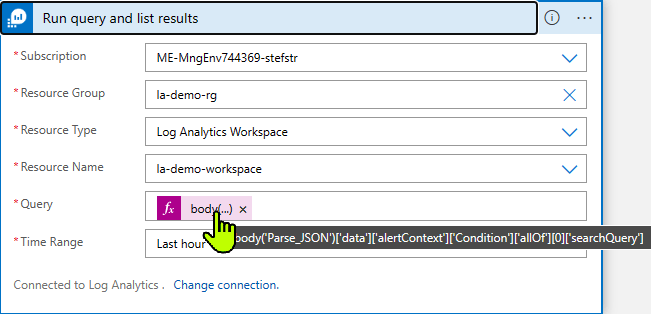 Run query and list results
* Subscription ME-MngEnv744369-stefstr
* Resource Group la-demo-rg
* Resource Type Log Analytics Workspace
* Resource Name la-demo-workspace
* Query fx body(...) ×
body('Parse_JSON')['data']['alertContext']['Condition']['allOf'][0]['searchQuery']
* Time Range Last hour
Connected to Log Analytics . Change connection.